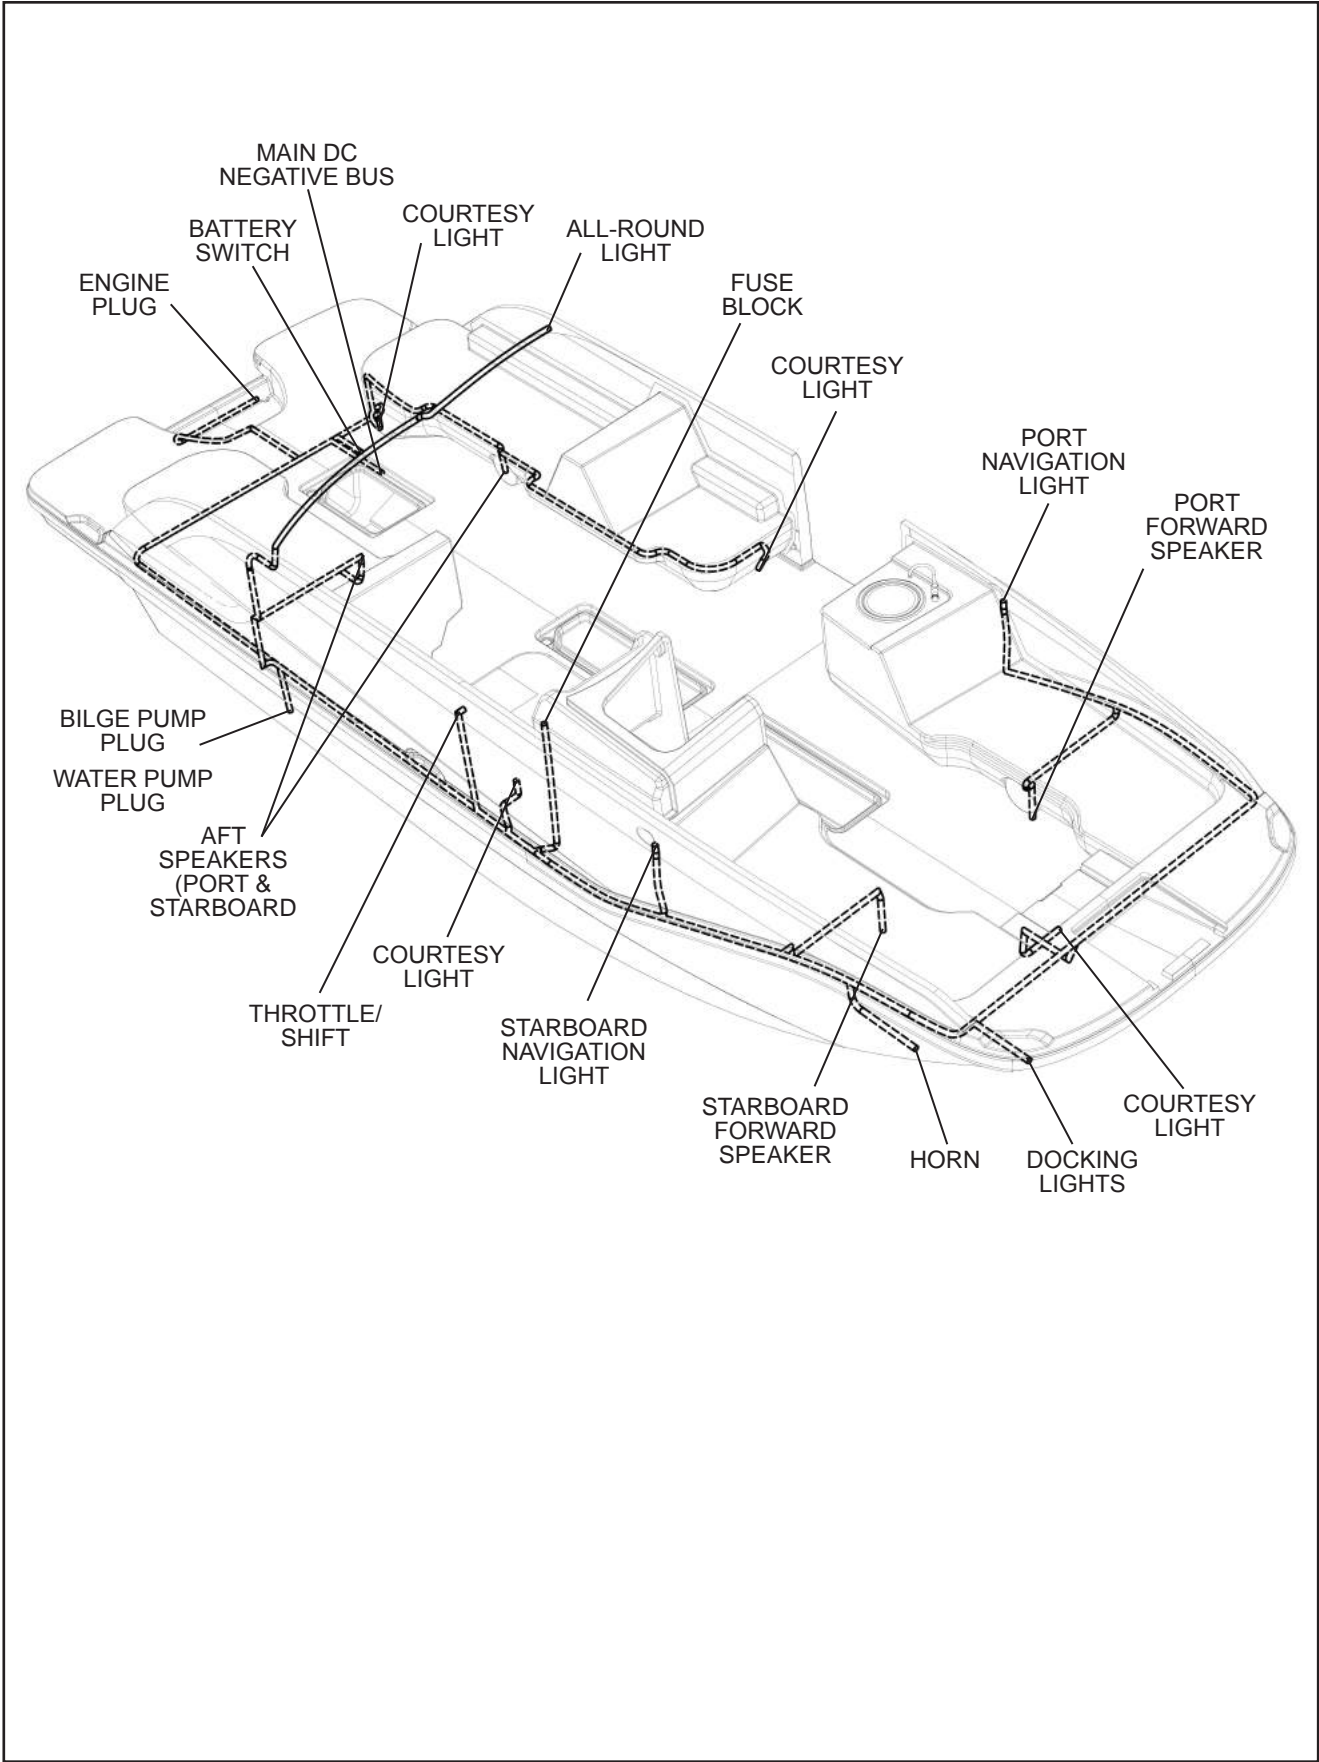 MAIN DC
NEGATIVE BUS
BATTERY
SWITCH
COURTESY
LIGHT
ALL-ROUND
LIGHT
ENGINE
PLUG
FUSE
BLOCK
COURTESY
LIGHT
PORT
NAVIGATION
LIGHT
PORT
FORWARD
SPEAKER
BILGE PUMP
PLUG
WATER PUMP
PLUG
AFT
SPEAKERS
(PORT &
STARBOARD
COURTESY
LIGHT
THROTTLE/
SHIFT
STARBOARD
NAVIGATION
LIGHT
STARBOARD
FORWARD
SPEAKER
HORN
DOCKING
LIGHTS
COURTESY
LIGHT